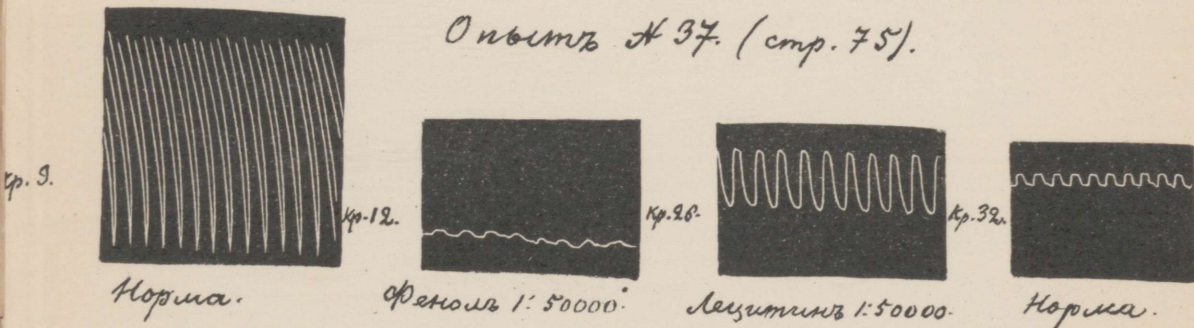 Опытъ № 37. (стр. 75).
кр. 9.
Кр. 12.
Кр. 26.
Кр. 32.
Норма.
Фенолъ 1:50000.
Лецитинъ 1:50000.
Норма.